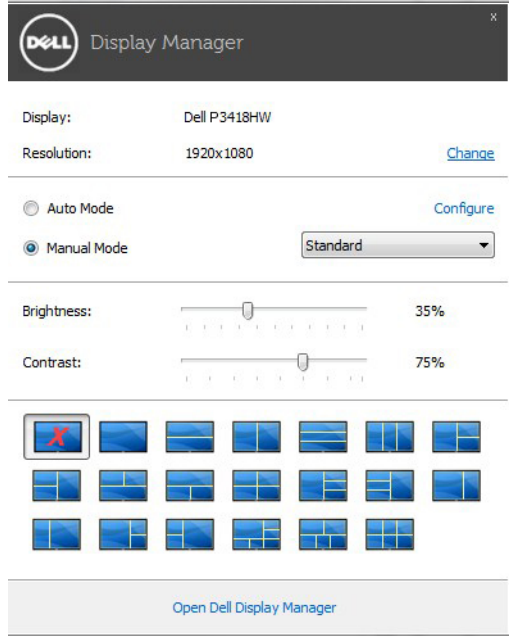 x
DELL Display Manager
Display: Dell P3418HW
Resolution: 1920x1080 Change
Auto Mode Configure
Manual Mode Standard
Brightness: 35%
Contrast: 75%
X
Open Dell Display Manager